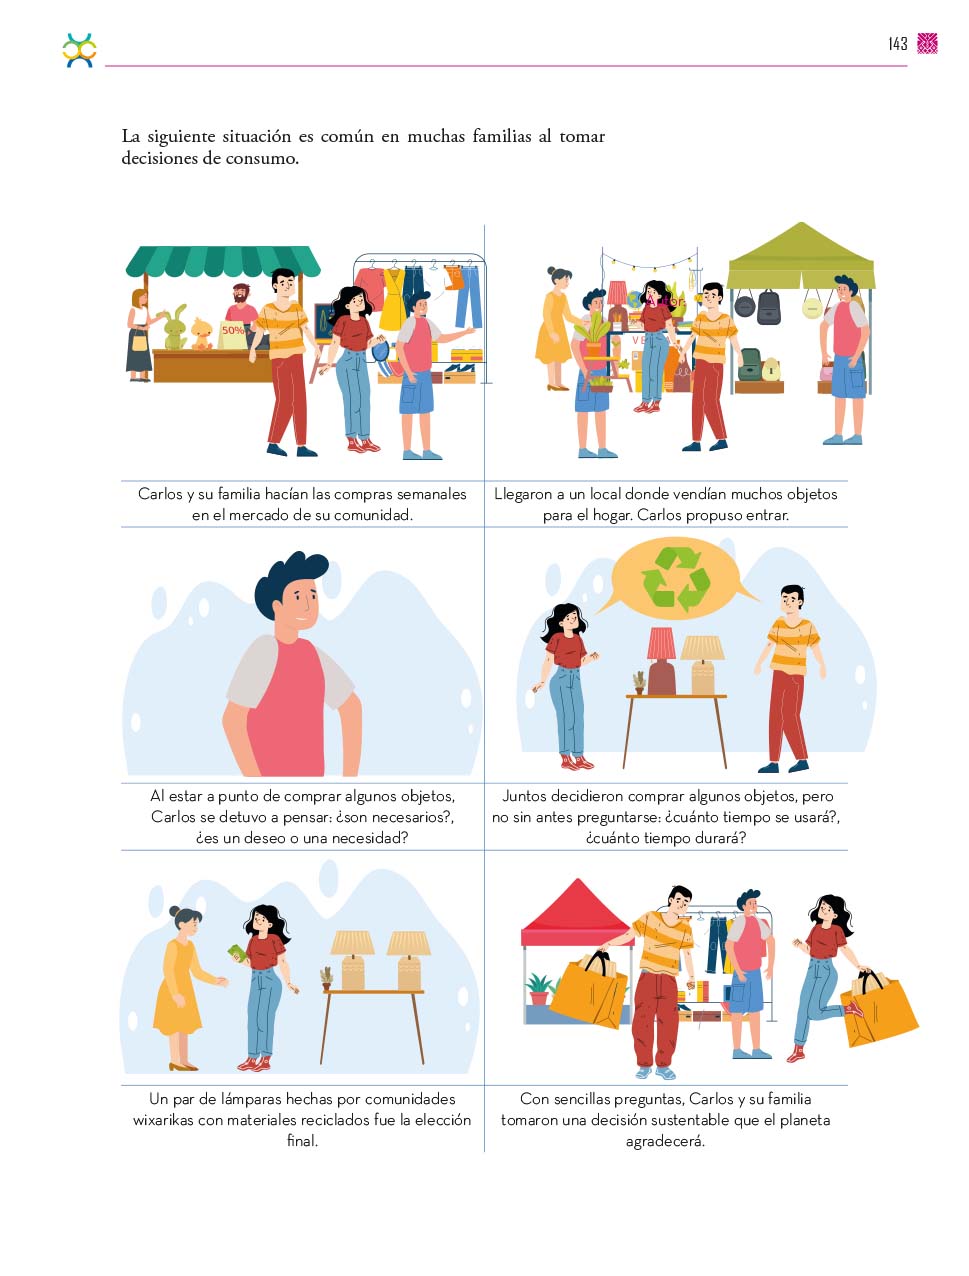 143
La siguiente situación es común en muchas familias al tomar
decisiones de consumo.
50%
Carlos y su familia hacían las compras semanales
en el mercado de su comunidad.
Llegaron a un local donde vendían muchos objetos
para el hogar. Carlos propuso entrar.
Al estar a punto de comprar algunos objetos,
Carlos se detuvo a pensar: ¿son necesarios?,
¿es un deseo o una necesidad?
Juntos decidieron comprar algunos objetos, pero
no sin antes preguntarse: ¿cuánto tiempo se usará?,
¿cuánto tiempo durará?
Un par de lámparas hechas por comunidades
wixarikas con materiales reciclados fue la elección
final.
Con sencillas preguntas, Carlos y su familia
tomaron una decisión sustentable que el planeta
agradecerá.